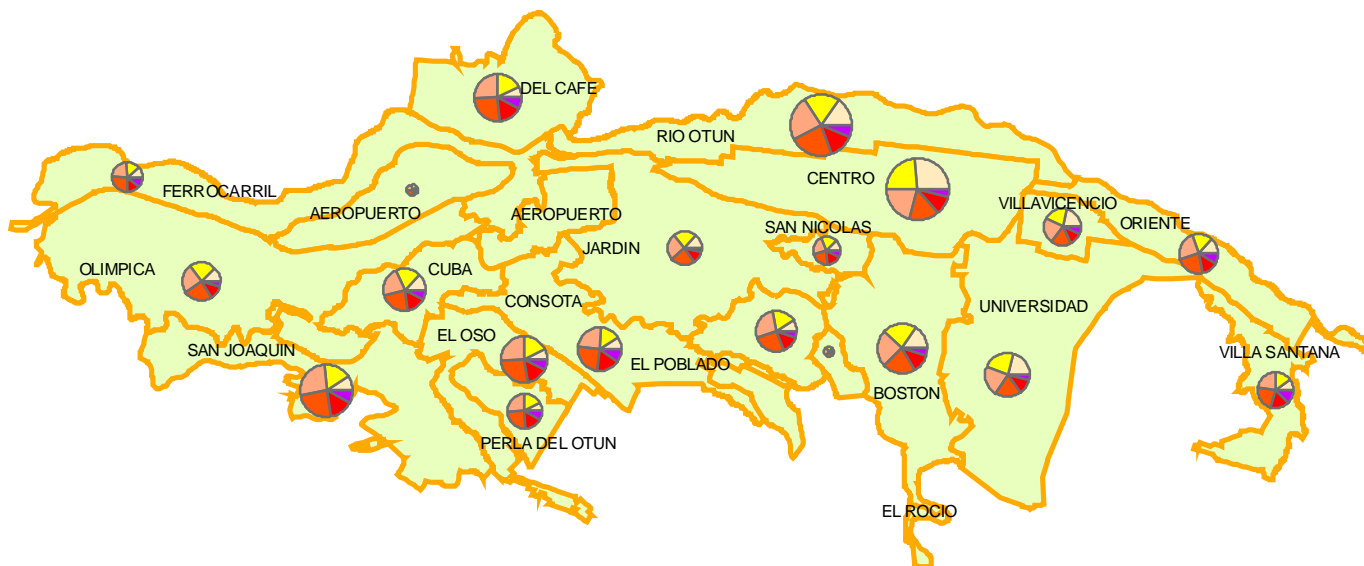 DEL CAFE
RIO OTUN
CENTRO
FERROCARRIL
AEROPUERTO
AEROPUERTO
VILLAVICENCIO
ORIENTE
SAN NICOLAS
JARDIN
OLIMPICA
CUBA
CONSOTA
UNIVERSIDAD
EL OSO
SAN JOAQUIN
EL POBLADO
VILLA SANTANA
BOSTON
PERLA DEL OTUN
EL ROCIO